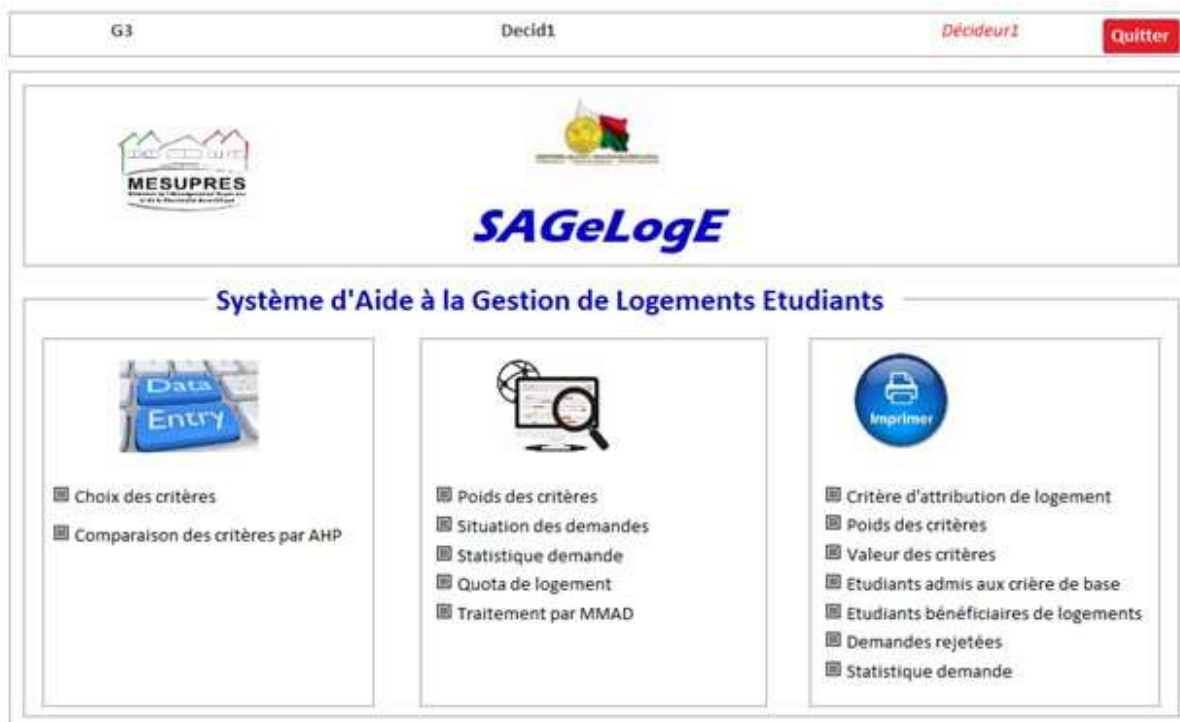 G3 Decid1 Décideur1 Quitter
MESUPRES
SAGeLogE
Système d'Aide à la Gestion de Logements Etudiants
Data
Entry
Choix des critères
Comparaison des critères par AHP
Poids des critères
Situation des demandes
Statistique demande
Quota de logement
Traitement par MMAD
Imprimer
Critère d'attribution de logement
Poids des critères
Valeur des critères
Etudiants admis aux crière de base
Etudiants bénéficiaires de logements
Demandes rejetées
Statistique demande